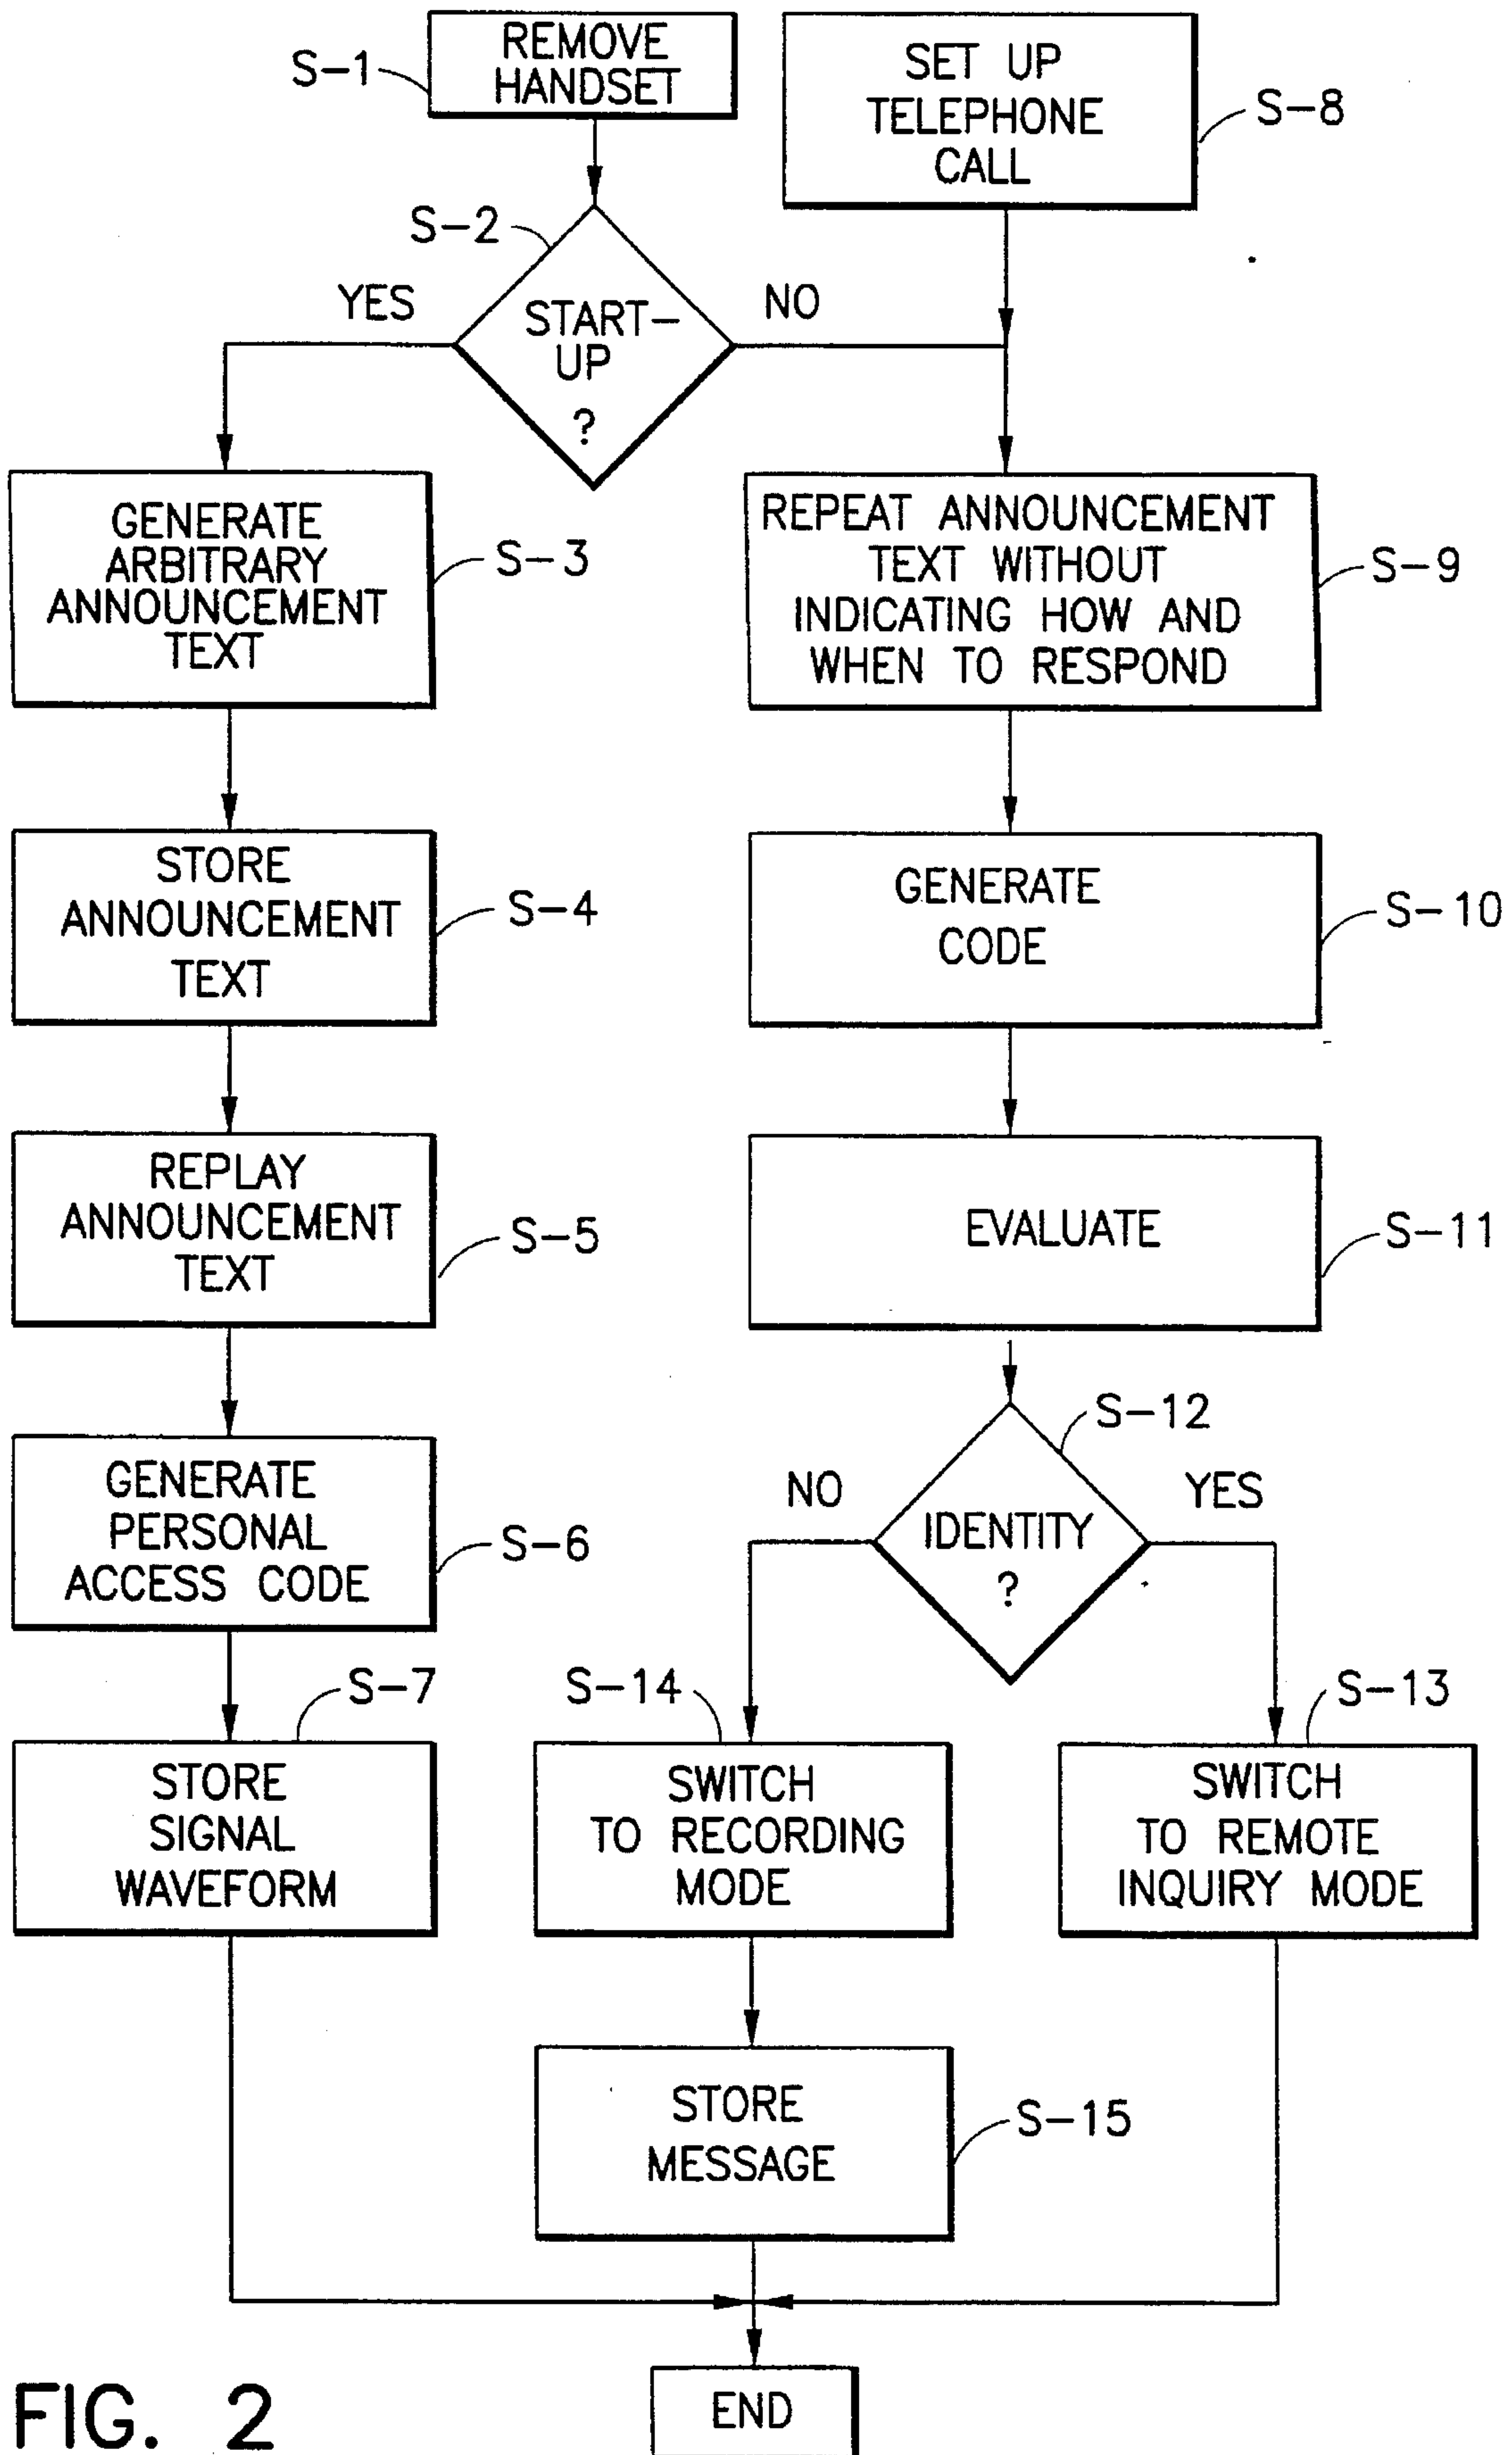 REMOVE
HANDSET
S-1
SET UP
TELEPHONE
CALL
S-8
S-2
YES
START-
UP
?
NO
GENERATE
ARBITRARY
ANNOUNCEMENT
TEXT
S-3
REPEAT ANNOUNCEMENT
TEXT WITHOUT
INDICATING HOW AND
WHEN TO RESPOND
S-9
STORE
ANNOUNCEMENT
TEXT
S-4
GENERATE
CODE
S-10
REPLAY
ANNOUNCEMENT
TEXT
S-5
EVALUATE
S-11
GENERATE
PERSONAL
ACCESS CODE
S-6
S-12
NO
IDENTITY
?
YES
S-7
STORE
SIGNAL
WAVEFORM
S-14
SWITCH
TO RECORDING
MODE
S-13
SWITCH
TO REMOTE
INQUIRY MODE
STORE
MESSAGE
S-15
END
FIG. 2